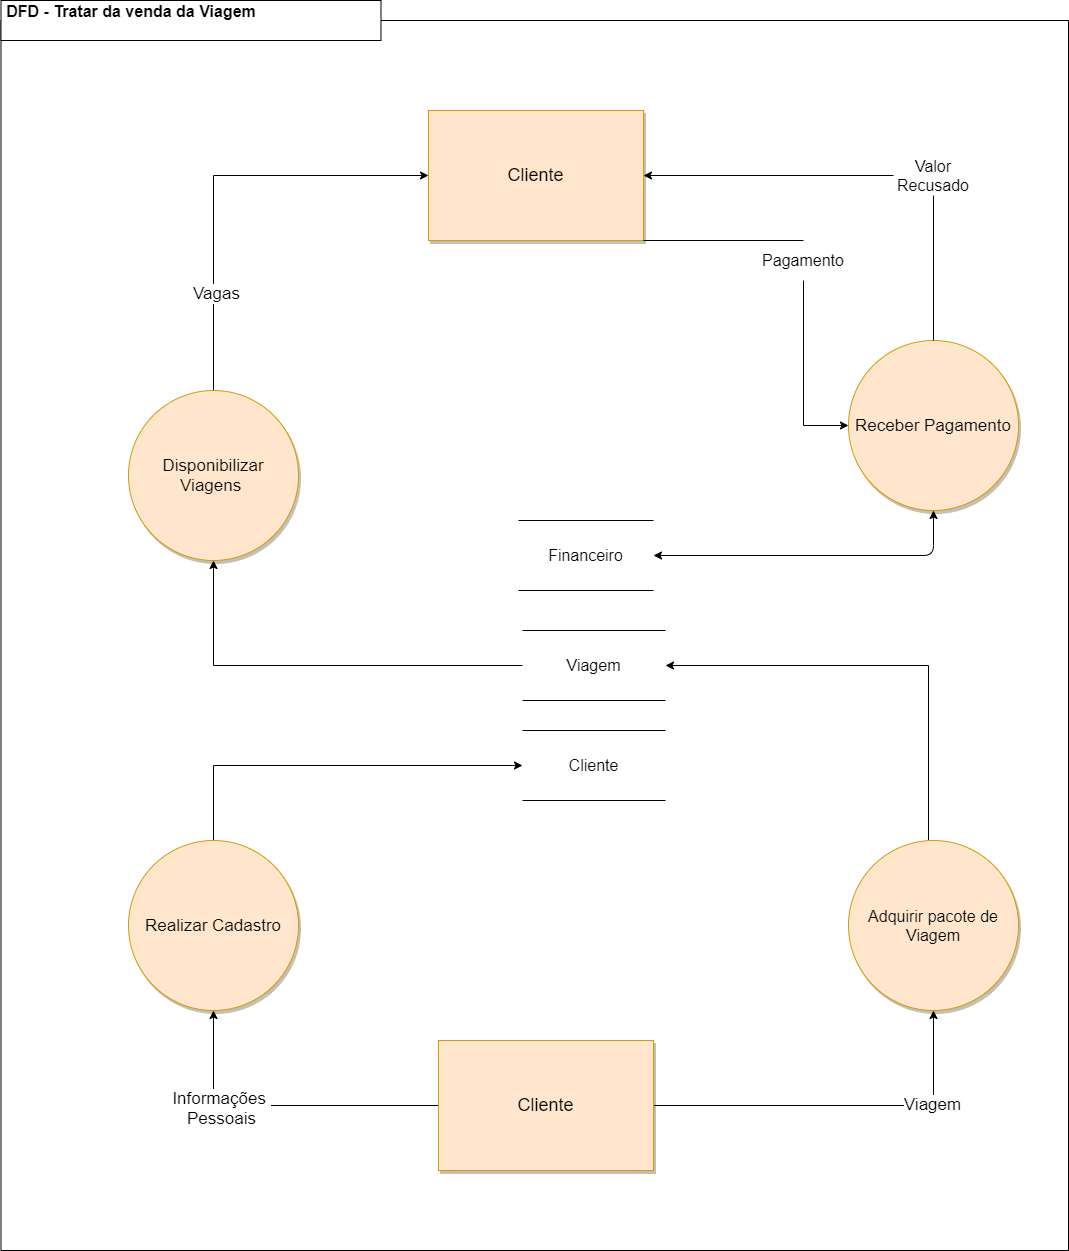 DFD - Tratar da venda da Viagem
Cliente
Valor
Recusado
Pagamento
Vagas
Receber Pagamento
Disponibilizar
Viagens
Financeiro
Viagem
Cliente
Realizar Cadastro
Adquirir pacote de
Viagem
Informações
Pessoais
Cliente
Viagem